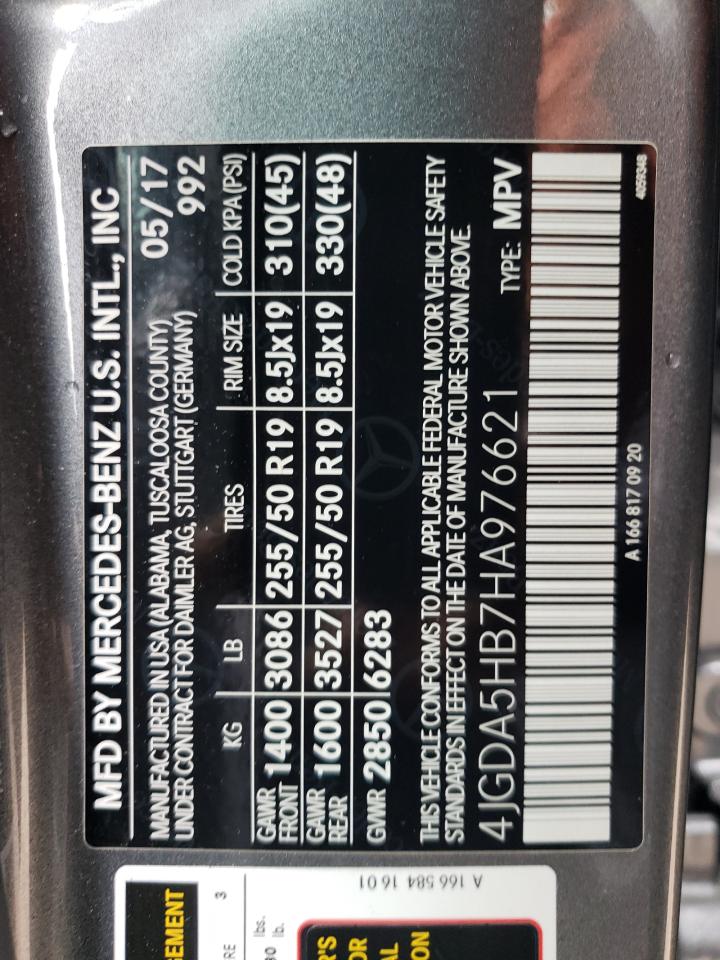 MFD BY MERCEDES-BENZ U.S. INTL., INC
MANUFACTURED IN USA (ALABAMA, TUSCALOOSA COUNTY) 05/17
UNDER CONTRACT FOR DAIMLER AG, STUTTGART (GERMANY) 992
KG LB TIRES RIM SIZE COLD KPA (PSI)
GAWR FRONT 1400 3086 255/50 R19 8.5Jx19 310(45)
GAWR REAR 1600 3527 255/50 R19 8.5Jx19 330(48)
GVWR 2850 6283
THIS VEHICLE CONFORMS TO ALL APPLICABLE FEDERAL MOTOR VEHICLE SAFETY
STANDARDS IN EFFECT ON THE DATE OF MANUFACTURE SHOWN ABOVE.
4JGDA5HB7HA976621 TYPE: MPV
A 166 817 09 20
4059348
A 166 584 16 01
3
lbs.
lb.